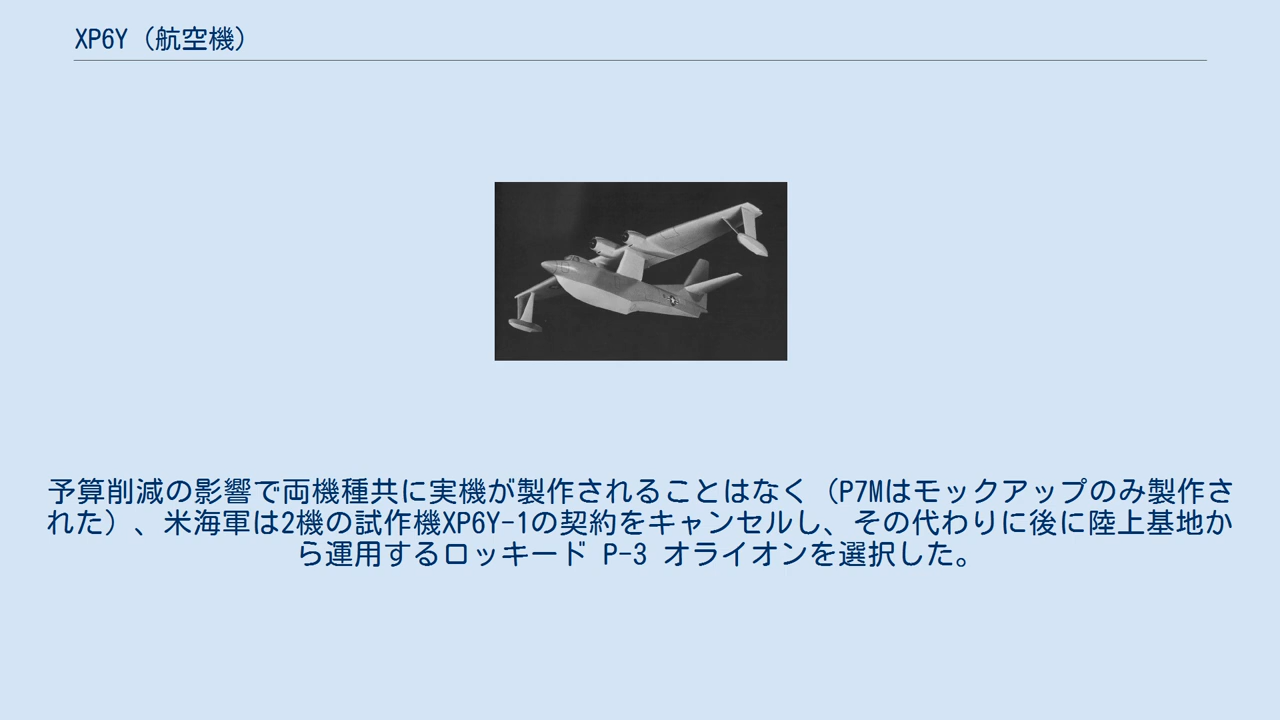 XP6Y（航空機）
予算削減の影響で両機種共に実機が製作されることはなく（P7Mはモックアップのみ製作さ
れた）、米海軍は2機の試作機XP6Y-1の契約をキャンセルし、その代わりに後に陸上基地か
ら運用するロッキード P-3 オライオンを選択した。